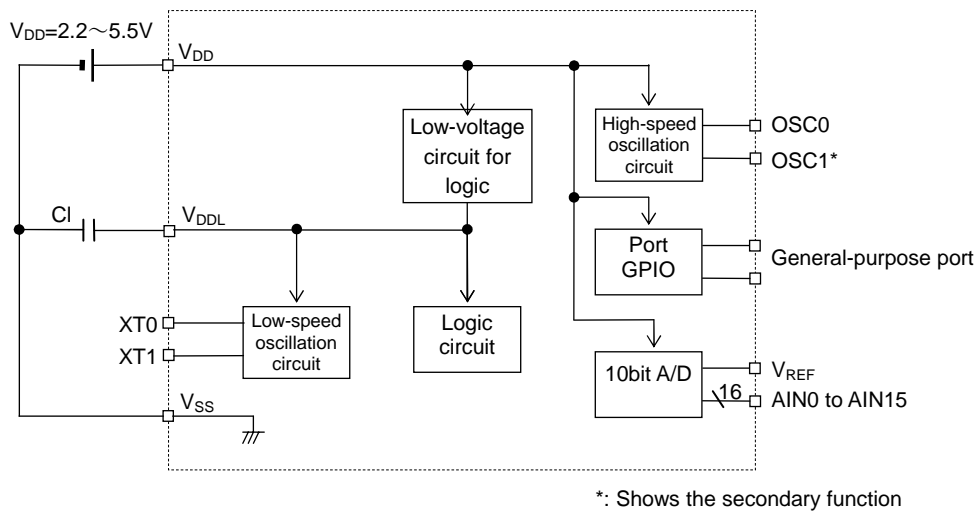 VDD=2.2～5.5V
VDD
Low-voltage
circuit for
logic
High-speed
oscillation
circuit
OSC0
OSC1*
Cl
VDDL
Port
GPIO
General-purpose port
XT0
XT1
Low-speed
oscillation
circuit
Logic
circuit
10bit A/D
VREF
16
AIN0 to AIN15
VSS
*: Shows the secondary function